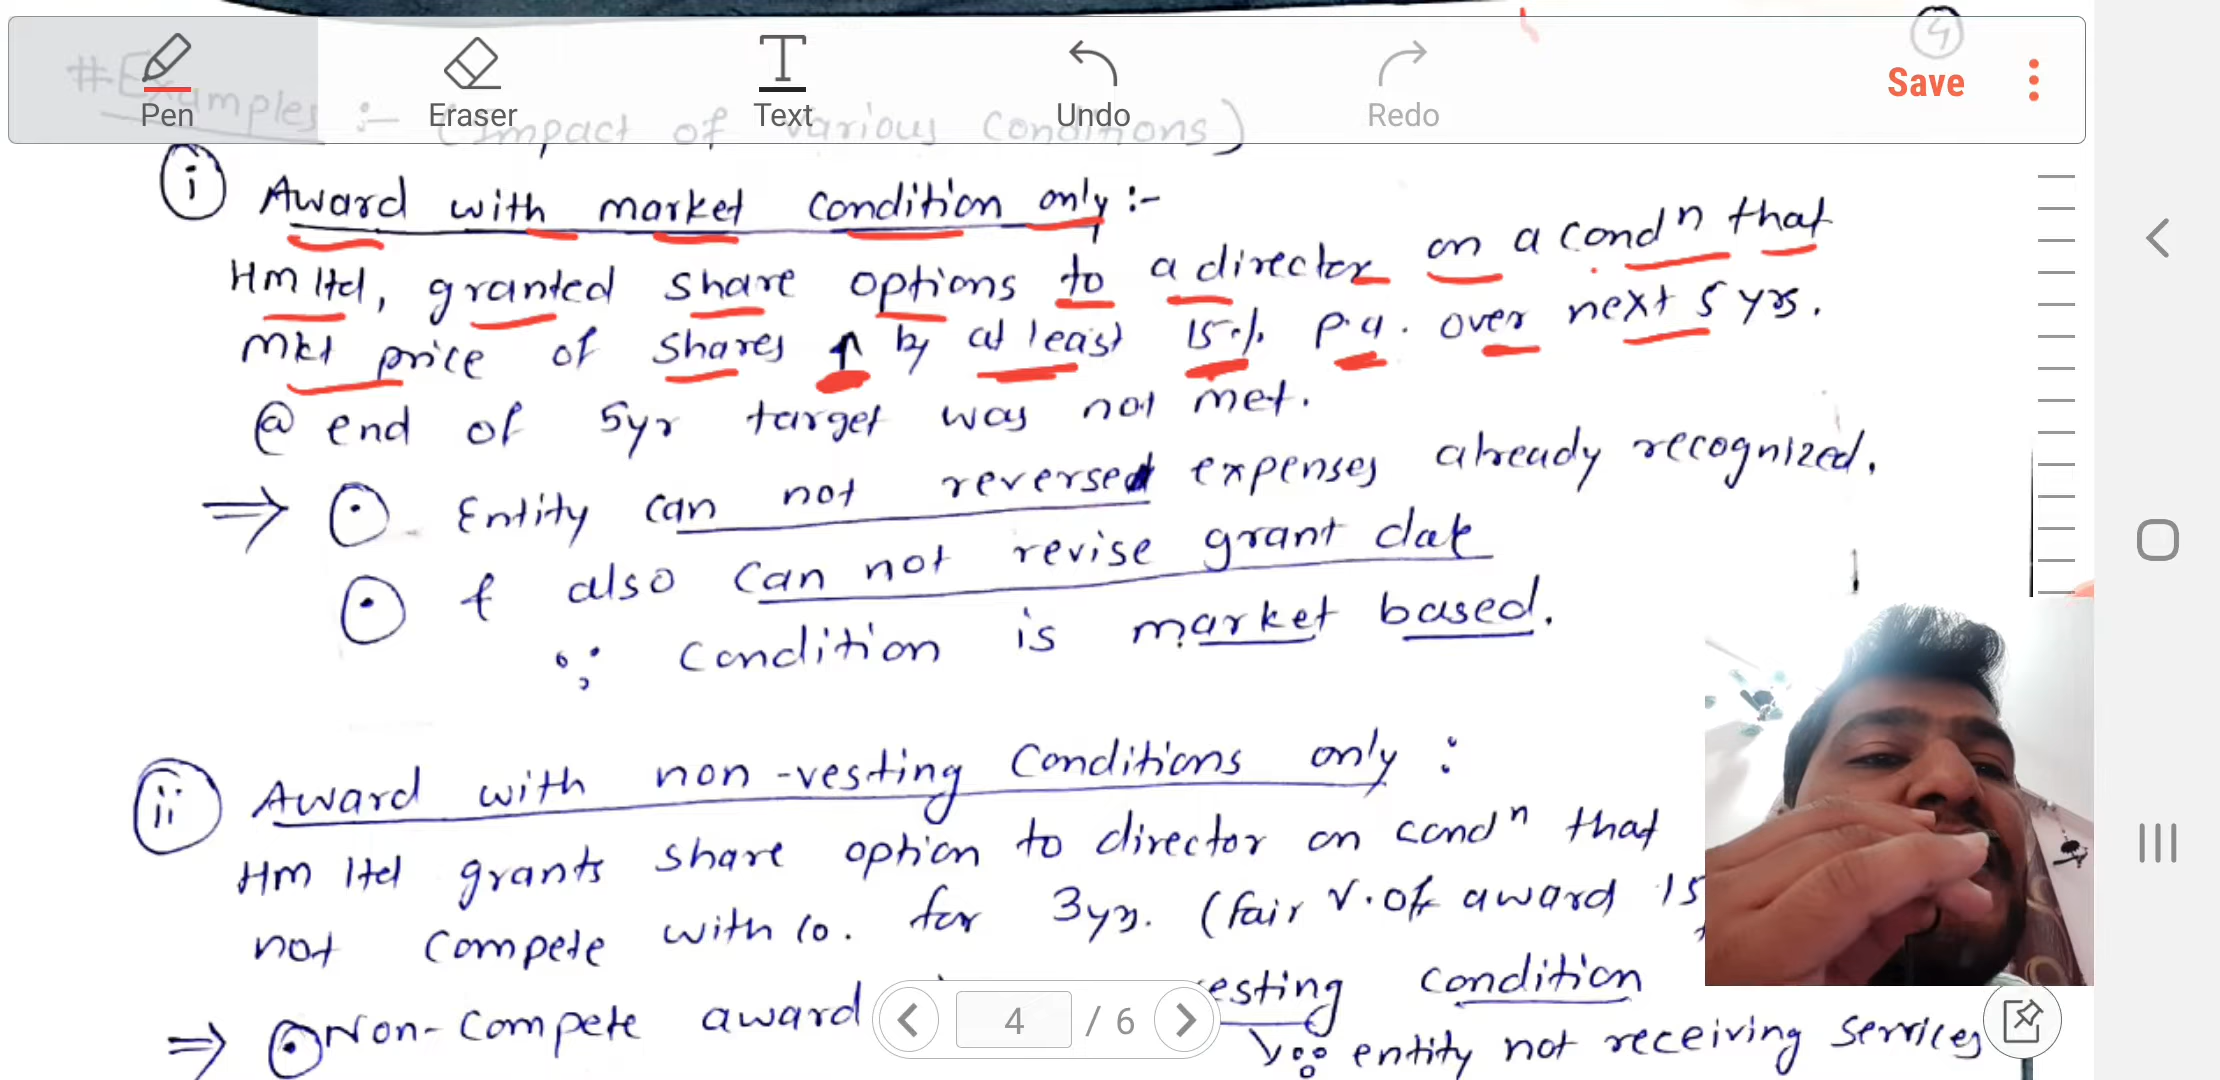 Pen
Eraser
Text
Undo
Redo
Save
4
# Examples :- (Impact of various Conditions)
i Award with market condition only :-
Hm ltd, granted share options to a director on a condn that
mkt price of shares ↑ by at least 15% p.a. over next 5 yrs.
@ end of 5yr target was not met.
⇒ Entity can not reversed expenses already recognized.
& also can not revise grant date
∵ condition is market based.
ii Award with non-vesting Conditions only :
Hm ltd grants share option to director on condn that
not compete with co. for 3yrs. (fair v. of award is
⇒ Non-compete award esting condition
∵ entity not receiving services
4 / 6